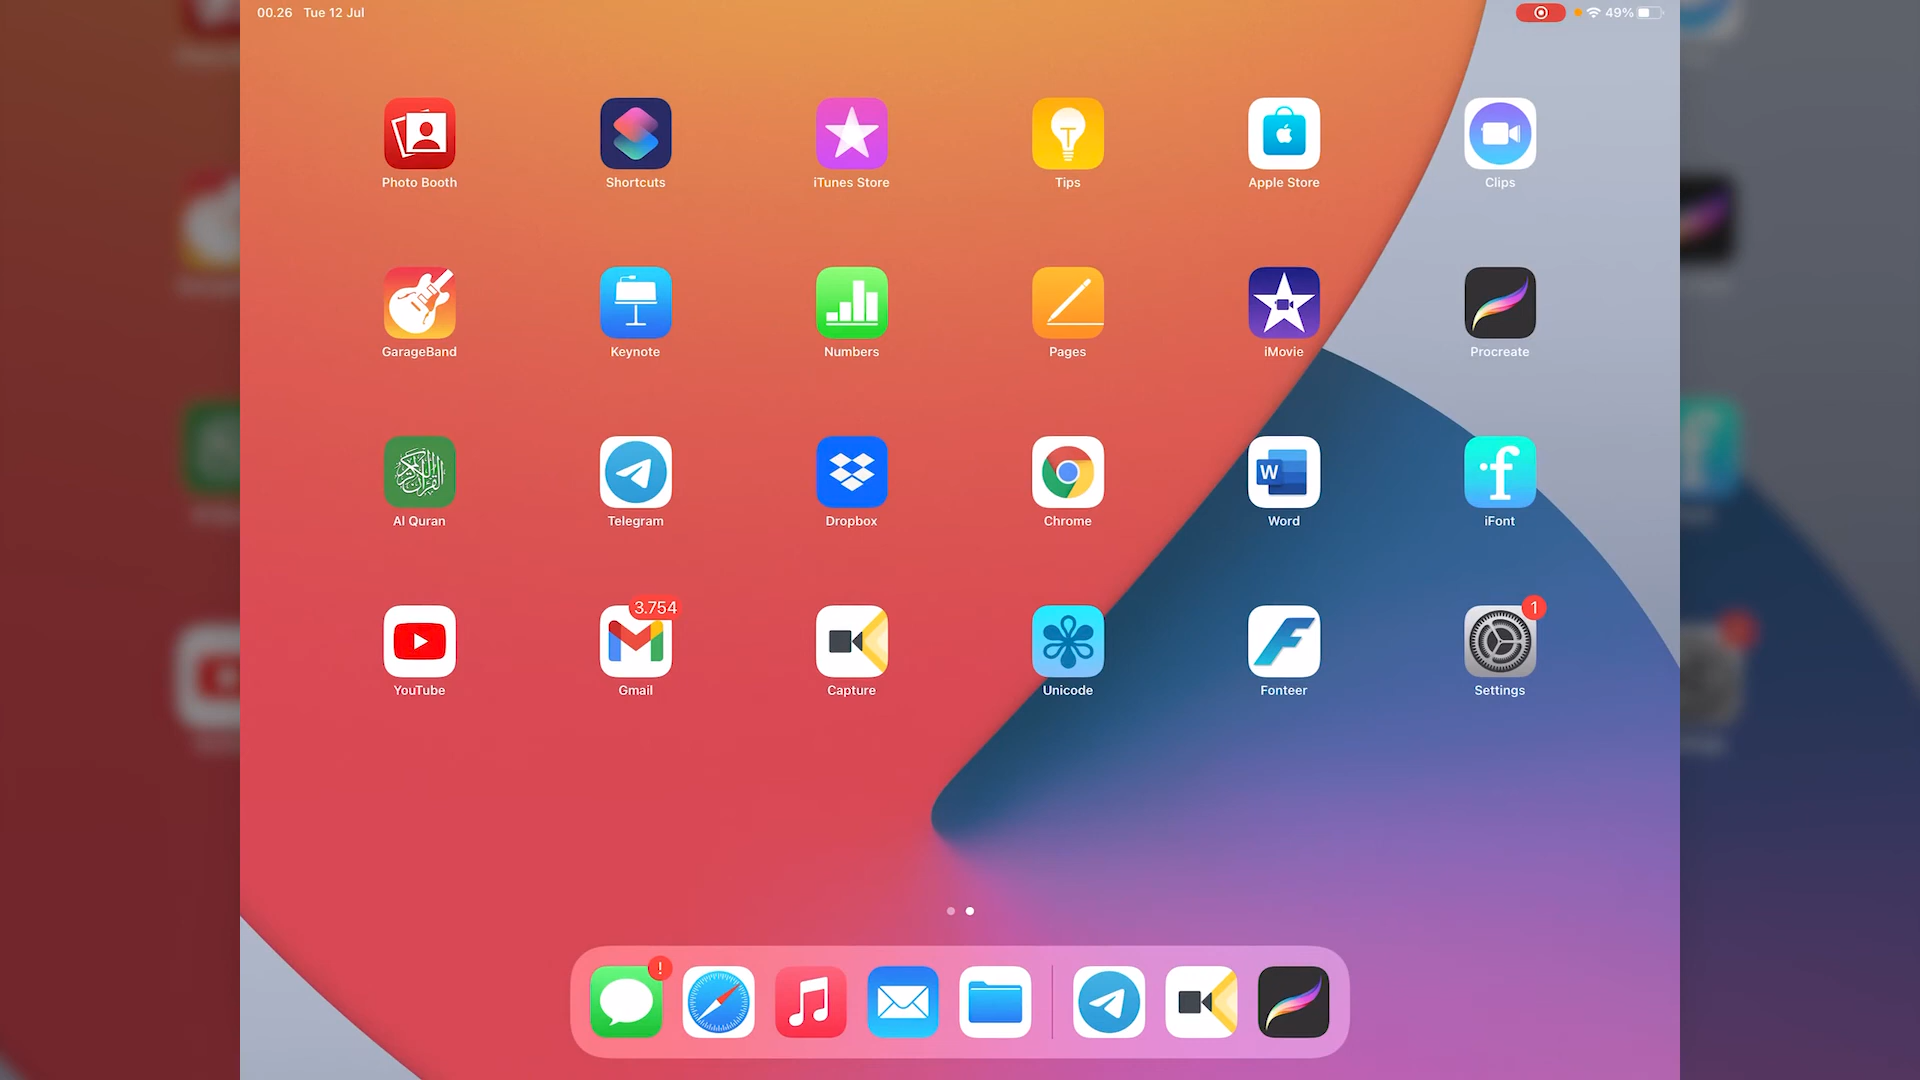 00.26 Tue 12 Jul
49%
Photo Booth
Shortcuts
iTunes Store
Tips
Apple Store
Clips
GarageBand
Keynote
Numbers
Pages
iMovie
Procreate
Al Quran
Telegram
Dropbox
Chrome
Word
iFont
3.754
1
YouTube
Gmail
Capture
Unicode
Fonteer
Settings
!